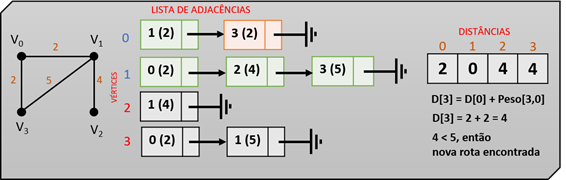 LISTA DE ADJACÊNCIAS
DISTÂNCIAS
0 1 (2) 3 (2)
0 1 2 3
V0 2 V1
2 5 4
V3 V2
VÉRTICES
1 0 (2) 2 (4) 3 (5)
2 0 4 4
2 1 (4)
3 0 (2) 1 (5)
D[3] = D[0] + Peso[3,0]
D[3] = 2 + 2 = 4
4 < 5, então
nova rota encontrada